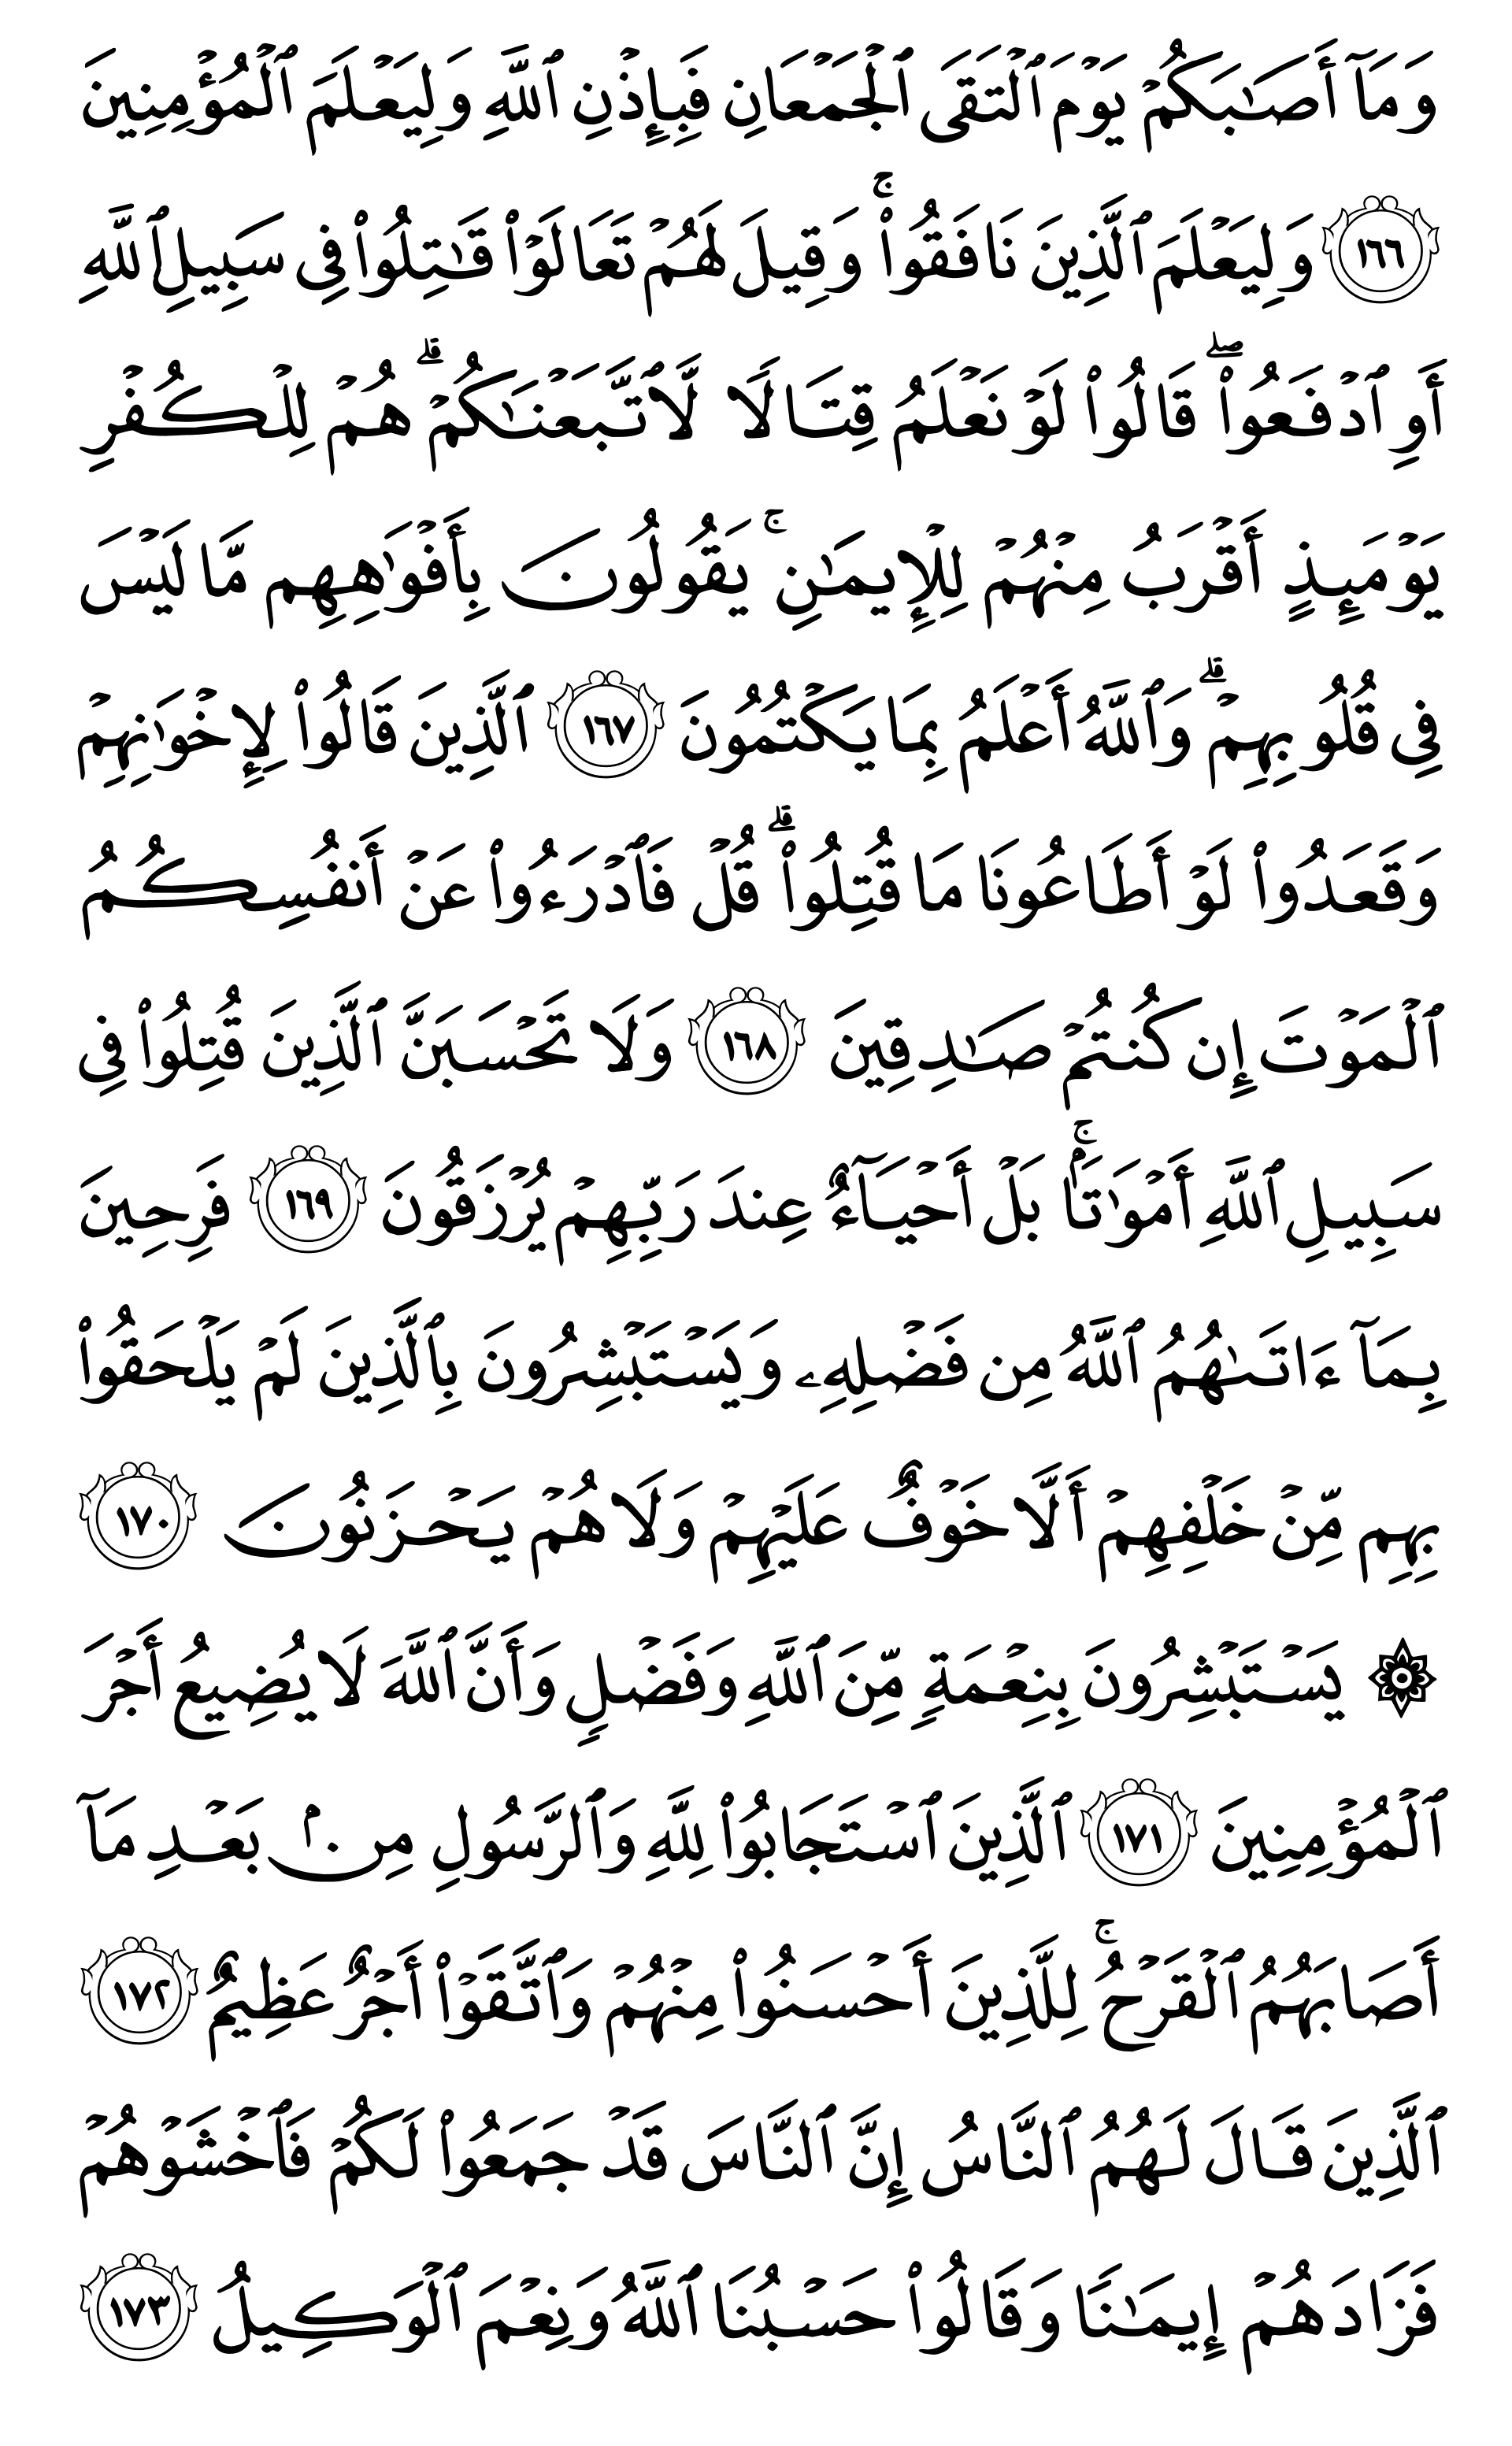 وَمَآ أَصَٰبَكُمۡ يَوۡمَ ٱلۡتَقَى ٱلۡجَمۡعَانِ فَبِإِذۡنِ ٱللَّهِ وَلِيَعۡلَمَ ٱلۡمُؤۡمِنِينَ
١٦٦ وَلِيَعۡلَمَ ٱلَّذِينَ نَافَقُواْۚ وَقِيلَ لَهُمۡ تَعَالَوۡاْ قَٰتِلُواْ فِي سَبِيلِ ٱللَّهِ
أَوِ ٱدۡفَعُواْۖ قَالُواْ لَوۡ نَعۡلَمُ قِتَالٗا لَّٱتَّبَعۡنَٰكُمۡۗ هُمۡ لِلۡكُفۡرِ
يَوۡمَئِذٍ أَقۡرَبُ مِنۡهُمۡ لِلۡإِيمَٰنِۚ يَقُولُونَ بِأَفۡوَٰهِهِم مَّا لَيۡسَ
فِي قُلُوبِهِمۡۗ وَٱللَّهُ أَعۡلَمُ بِمَا يَكۡتُمُونَ ١٦٧ ٱلَّذِينَ قَالُواْ لِإِخۡوَٰنِهِمۡ
وَقَعَدُواْ لَوۡ أَطَاعُونَا مَا قُتِلُواْۗ قُلۡ فَٱدۡرَءُواْ عَنۡ أَنفُسِكُمُ
ٱلۡمَوۡتَ إِن كُنتُمۡ صَٰدِقِينَ ١٦٨ وَلَا تَحۡسَبَنَّ ٱلَّذِينَ قُتِلُواْ فِي
سَبِيلِ ٱللَّهِ أَمۡوَٰتَۢاۚ بَلۡ أَحۡيَآءٌ عِندَ رَبِّهِمۡ يُرۡزَقُونَ ١٦٩ فَرِحِينَ
بِمَآ ءَاتَىٰهُمُ ٱللَّهُ مِن فَضۡلِهِۦ وَيَسۡتَبۡشِرُونَ بِٱلَّذِينَ لَمۡ يَلۡحَقُواْ
بِهِم مِّنۡ خَلۡفِهِمۡ أَلَّا خَوۡفٌ عَلَيۡهِمۡ وَلَا هُمۡ يَحۡزَنُونَ ١٧٠
۞ يَسۡتَبۡشِرُونَ بِنِعۡمَةٖ مِّنَ ٱللَّهِ وَفَضۡلٖ وَأَنَّ ٱللَّهَ لَا يُضِيعُ أَجۡرَ
ٱلۡمُؤۡمِنِينَ ١٧١ ٱلَّذِينَ ٱسۡتَجَابُواْ لِلَّهِ وَٱلرَّسُولِ مِنۢ بَعۡدِ مَآ
أَصَابَهُمُ ٱلۡقَرۡحُۚ لِلَّذِينَ أَحۡسَنُواْ مِنۡهُمۡ وَٱتَّقَوۡاْ أَجۡرٌ عَظِيمٌ ١٧٢
ٱلَّذِينَ قَالَ لَهُمُ ٱلنَّاسُ إِنَّ ٱلنَّاسَ قَدۡ جَمَعُواْ لَكُمۡ فَٱخۡشَوۡهُمۡ
فَزَادَهُمۡ إِيمَٰنٗا وَقَالُواْ حَسۡبُنَا ٱللَّهُ وَنِعۡمَ ٱلۡوَكِيلُ ١٧٣